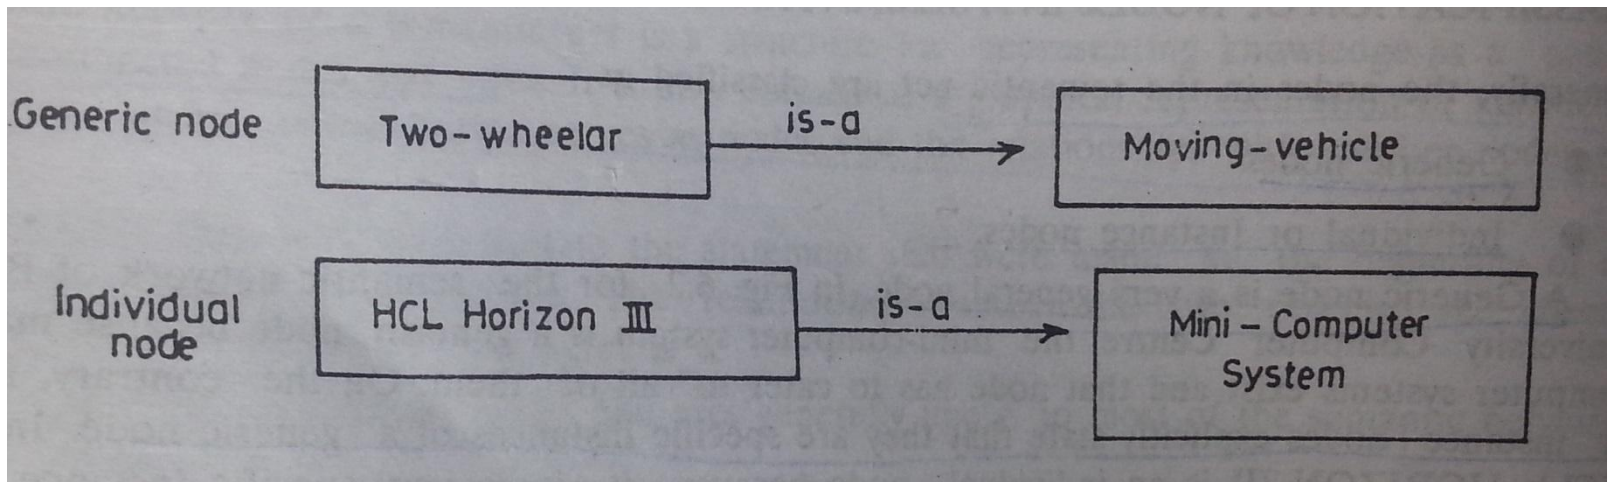 Generic node
Two-wheelar
is-a
Moving-vehicle
Individual
node
HCL Horizon III
is-a
Mini-Computer
System